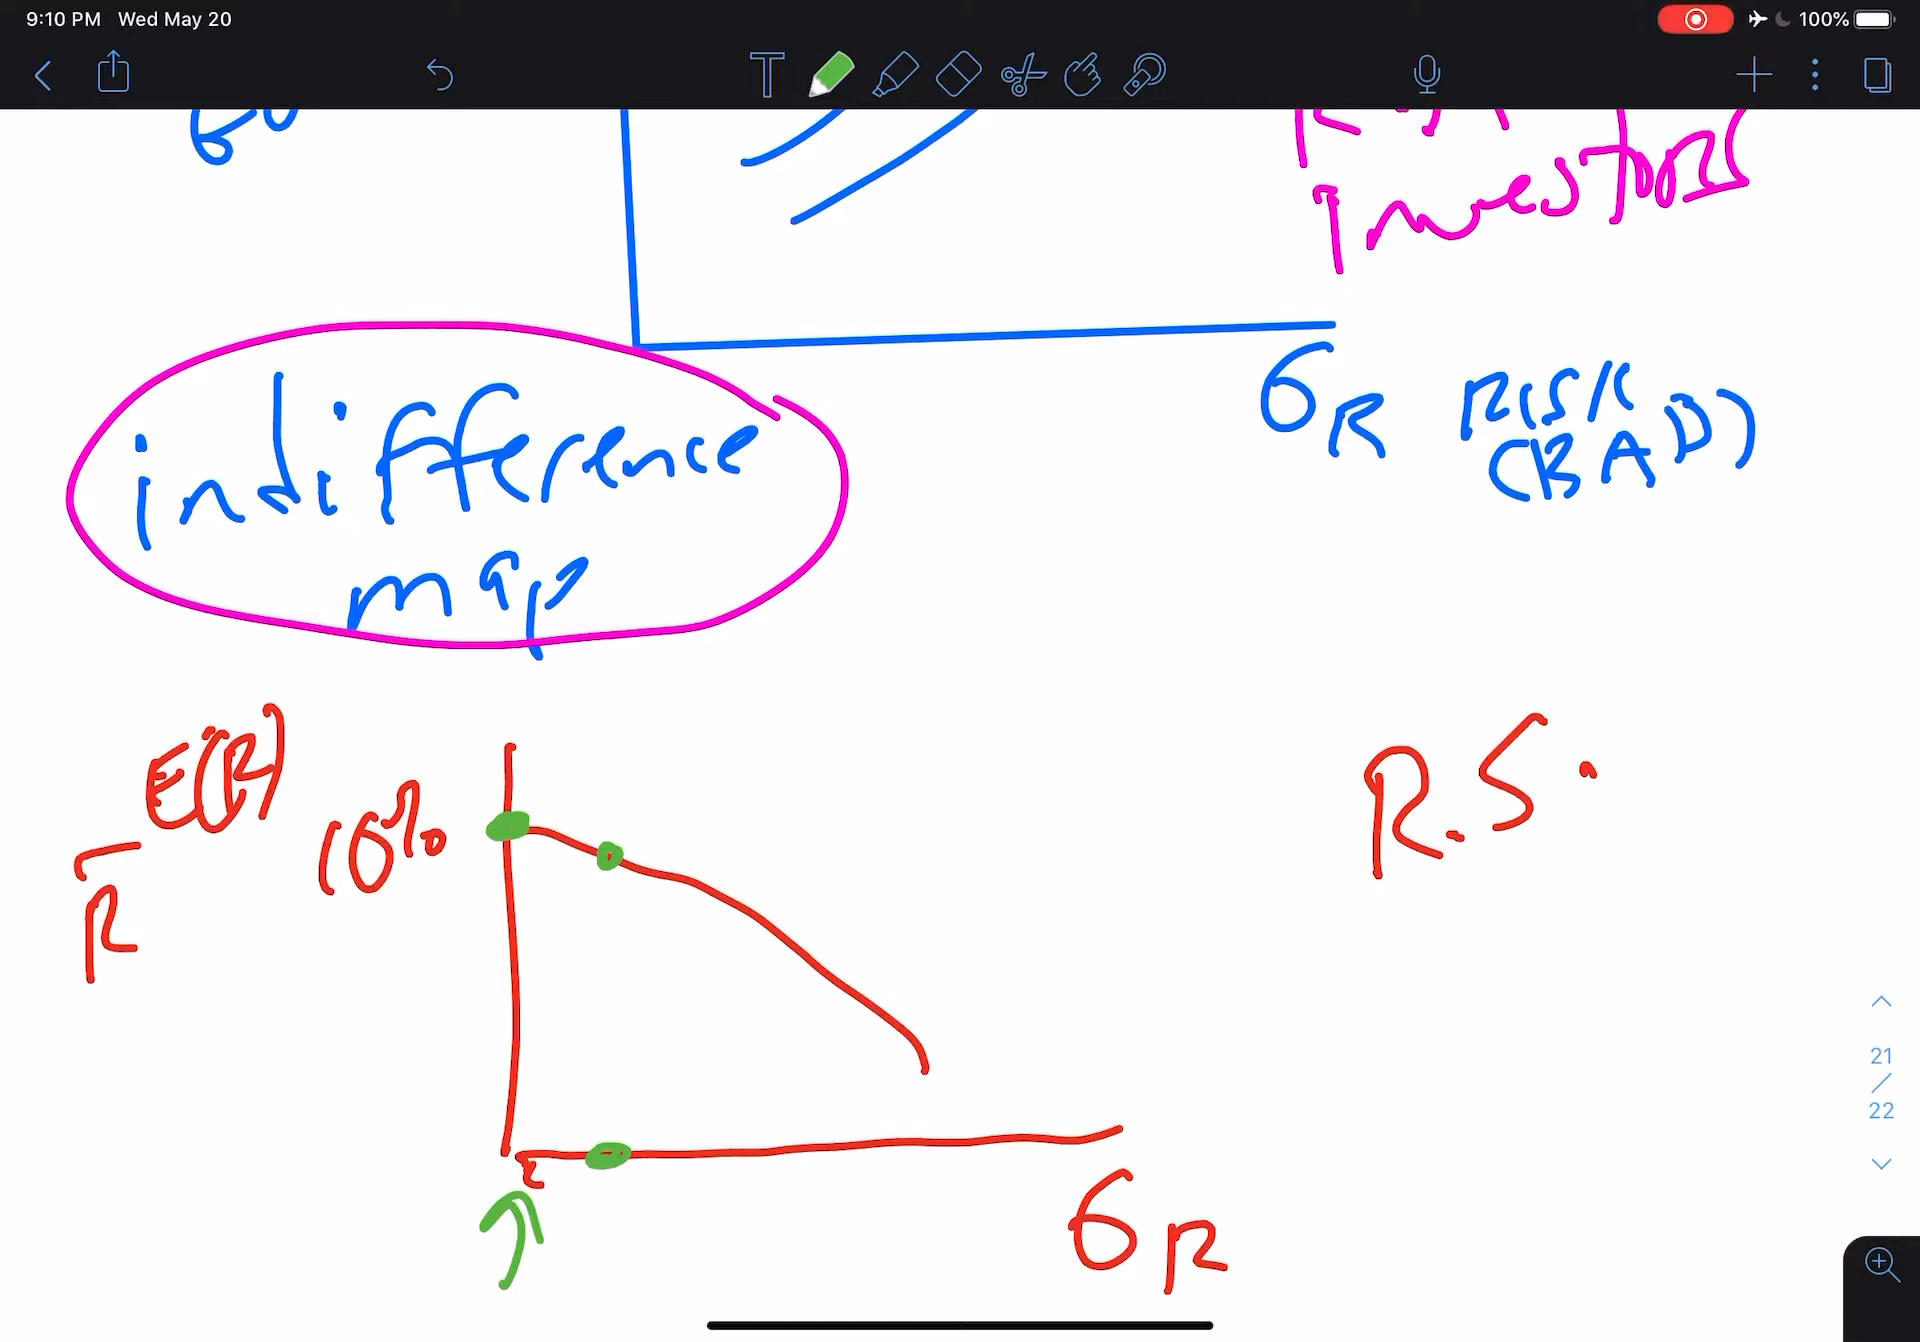 9:10 PM Wed May 20
100%
T
Investors
σR RISK
(BAD)
indifference
map
E(R)
R
10%
R.S.
21
/
22
σR